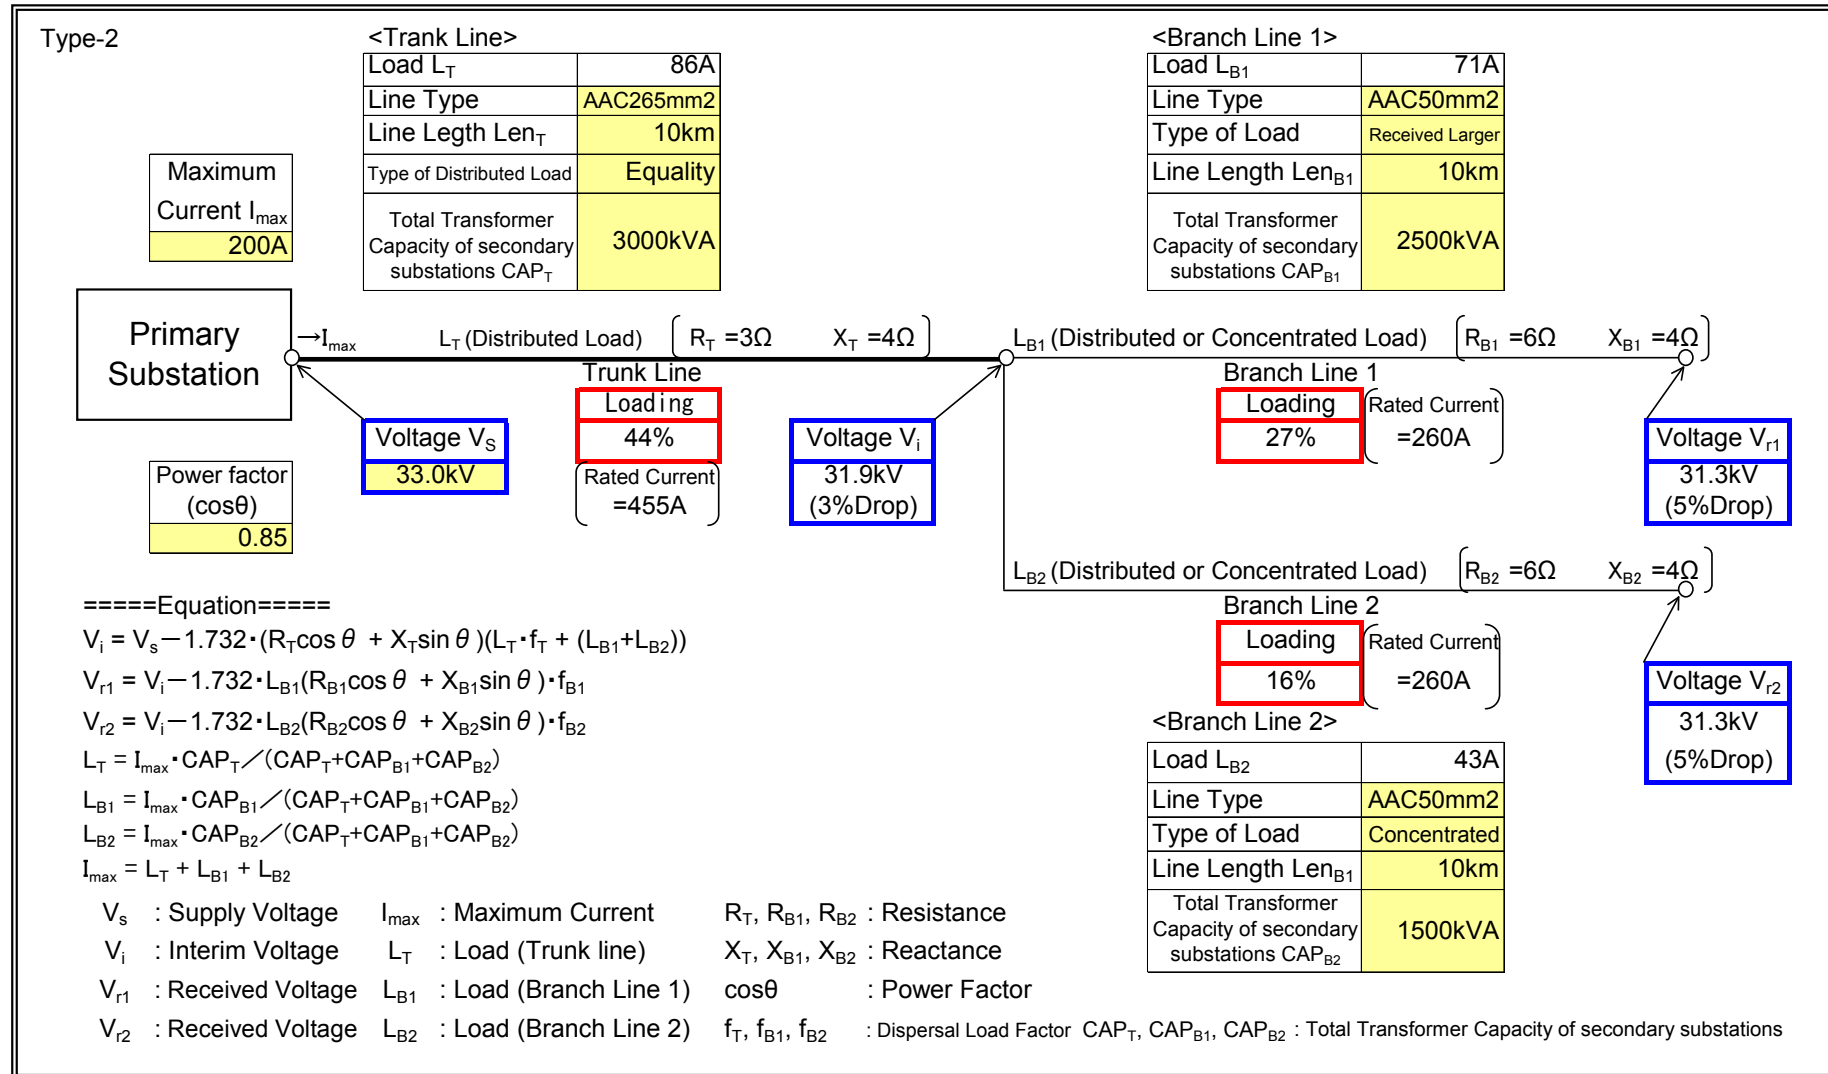 Type-2
<Trank Line>
Load LT 86A
Line Type AAC265mm2
Line Legth LenT 10km
Type of Distributed Load Equality
Total Transformer
Capacity of secondary
substations CAPT
3000kVA
<Branch Line 1>
Load LB1 71A
Line Type AAC50mm2
Type of Load Received Larger
Line Length LenB1 10km
Total Transformer
Capacity of secondary
substations CAPB1
2500kVA
Maximum
Current Imax
200A
Primary
Substation
→Imax
LT (Distributed Load) RT =3Ω XT =4Ω
LB1 (Distributed or Concentrated Load) RB1 =6Ω XB1 =4Ω
Trunk Line
Loading
44%
Rated Current
=455A
Branch Line 1
Loading
27%
Rated Current
=260A
Voltage VS
33.0kV
Voltage Vi
31.9kV
(3%Drop)
Voltage Vr1
31.3kV
(5%Drop)
Power factor
(cosθ)
0.85
LB2 (Distributed or Concentrated Load) RB2 =6Ω XB2 =4Ω
Branch Line 2
Loading
16%
Rated Current
=260A
Voltage Vr2
31.3kV
(5%Drop)
<Branch Line 2>
Load LB2 43A
Line Type AAC50mm2
Type of Load Concentrated
Line Length LenB1 10km
Total Transformer
Capacity of secondary
substations CAPB2
1500kVA
=====Equation=====
Vi = Vs－1.732･(RTcos θ + XTsin θ)(LT･fT + (LB1+LB2))
Vr1 = Vi－1.732･LB1(RB1cos θ + XB1sin θ)･fB1
Vr2 = Vi－1.732･LB2(RB2cos θ + XB2sin θ)･fB2
LT = Imax･CAPT／(CAPT+CAPB1+CAPB2)
LB1 = Imax･CAPB1／(CAPT+CAPB1+CAPB2)
LB2 = Imax･CAPB2／(CAPT+CAPB1+CAPB2)
Imax = LT + LB1 + LB2
Vs : Supply Voltage Imax : Maximum Current RT, RB1, RB2 : Resistance
Vi : Interim Voltage LT : Load (Trunk line) XT, XB1, XB2 : Reactance
Vr1 : Received Voltage LB1 : Load (Branch Line 1) cosθ : Power Factor
Vr2 : Received Voltage LB2 : Load (Branch Line 2) fT, fB1, fB2 : Dispersal Load Factor CAPT, CAPB1, CAPB2 : Total Transformer Capacity of secondary substations